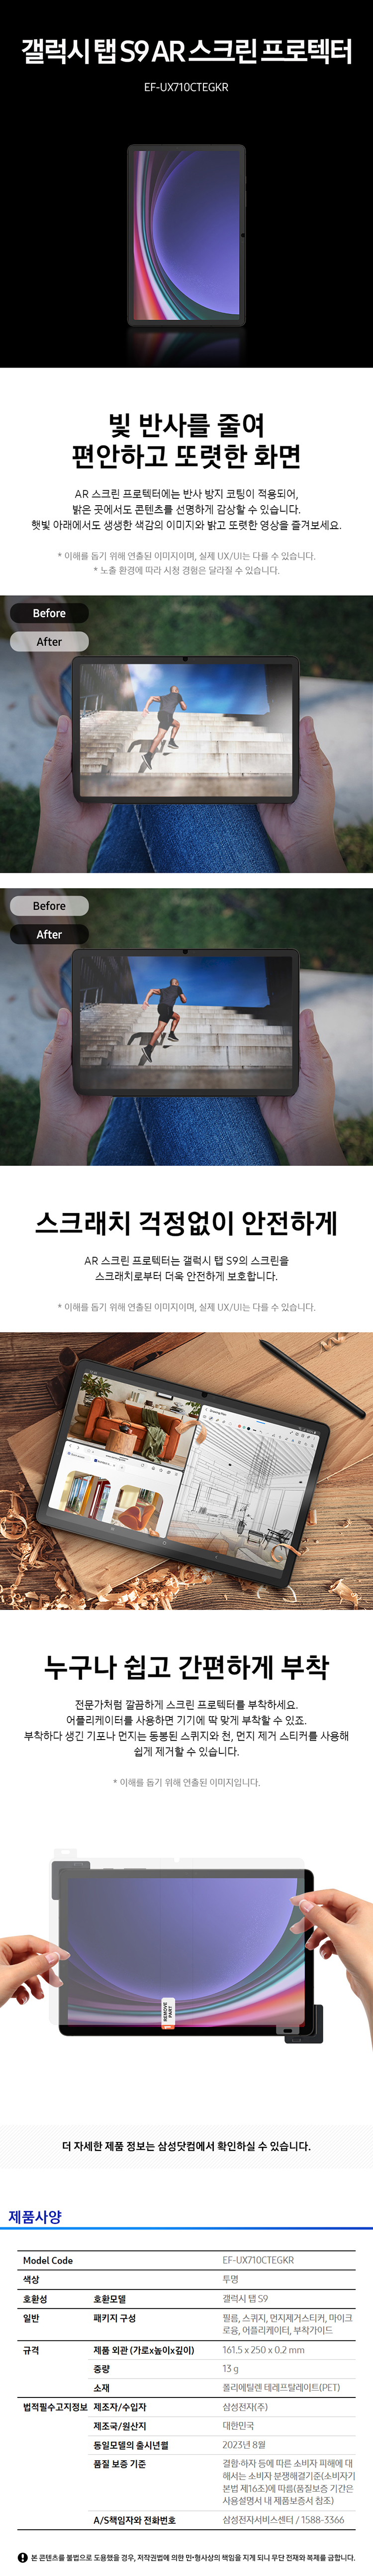 갤럭시 탭 S9 AR 스크린 프로텍터
EF-UX710CTEGKR
빛 반사를 줄여
편안하고 또렷한 화면
AR 스크린 프로텍터에는 반사 방지 코팅이 적용되어,
밝은 곳에서도 콘텐츠를 선명하게 감상할 수 있습니다.
햇빛 아래에서도 생생한 색감의 이미지와 밝고 또렷한 영상을 즐겨보세요.
* 이해를 돕기 위해 연출된 이미지이며, 실제 UX/UI는 다를 수 있습니다.
* 노출 환경에 따라 시청 경험은 달라질 수 있습니다.
Before
After
Before
After
스크래치 걱정없이 안전하게
AR 스크린 프로텍터는 갤럭시 탭 S9의 스크린을
스크래치로부터 더욱 안전하게 보호합니다.
* 이해를 돕기 위해 연출된 이미지이며, 실제 UX/UI는 다를 수 있습니다.
누구나 쉽고 간편하게 부착
전문가처럼 깔끔하게 스크린 프로텍터를 부착하세요.
어플리케이터를 사용하면 기기에 딱 맞게 부착할 수 있죠.
부착하다 생긴 기포나 먼지는 동봉된 스퀴지와 천, 먼지 제거 스티커를 사용해
쉽게 제거할 수 있습니다.
* 이해를 돕기 위해 연출된 이미지입니다.
REMOVE
PART
더 자세한 제품 정보는 삼성닷컴에서 확인하실 수 있습니다.
제품사양
Model Code EF-UX710CTEGKR
색상 투명
호환성 호환모델 갤럭시 탭 S9
일반 패키지 구성 필름, 스퀴지, 먼지제거스티커, 마이크
로융, 어플리케이터, 부착가이드
규격 제품 외관 (가로x높이x깊이) 161.5 x 250 x 0.2 mm
중량 13 g
소재 폴리에틸렌 테레프탈레이트(PET)
법적필수고지정보 제조자/수입자 삼성전자(주)
제조국/원산지 대한민국
동일모델의 출시년월 2023년 8월
품질 보증 기준 결함·하자 등에 따른 소비자 피해에 대
해서는 소비자 분쟁해결기준(소비자기
본법 제16조)에 따름(품질보증 기간은
사용설명서 내 제품보증서 참조)
A/S책임자와 전화번호 삼성전자서비스센터 / 1588-3366
본 콘텐츠를 불법으로 도용했을 경우, 저작권법에 의한 민•형사상의 책임을 지게 되니 무단 전재와 복제를 금합니다.